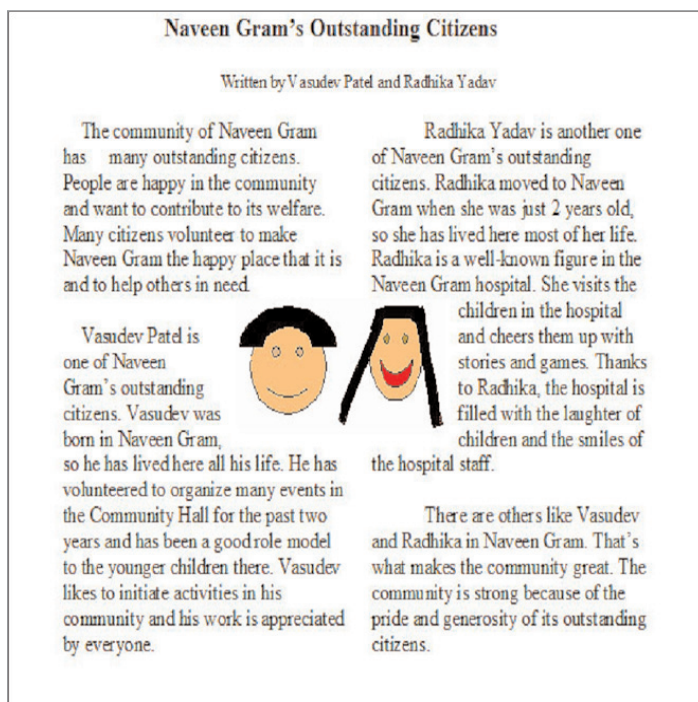 Naveen Gram's Outstanding Citizens
Written by Vasudev Patel and Radhika Yadav
The community of Naveen Gram
has many outstanding citizens.
People are happy in the community
and want to contribute to its welfare.
Many citizens volunteer to make
Naveen Gram the happy place that it is
and to help others in need.
Vasudev Patel is
one of Naveen
Gram's outstanding
citizens. Vasudev was
born in Naveen Gram,
so he has lived here all his life. He has
volunteered to organize many events in
the Community Hall for the past two
years and has been a good role model
to the younger children there. Vasudev
likes to initiate activities in his
community and his work is appreciated
by everyone.
Radhika Yadav is another one
of Naveen Gram's outstanding
citizens. Radhika moved to Naveen
Gram when she was just 2 years old,
so she has lived here most of her life.
Radhika is a well-known figure in the
Naveen Gram hospital. She visits the
children in the hospital
and cheers them up with
stories and games. Thanks
to Radhika, the hospital is
filled with the laughter of
children and the smiles of
the hospital staff.
There are others like Vasudev
and Radhika in Naveen Gram. That's
what makes the community great. The
community is strong because of the
pride and generosity of its outstanding
citizens.